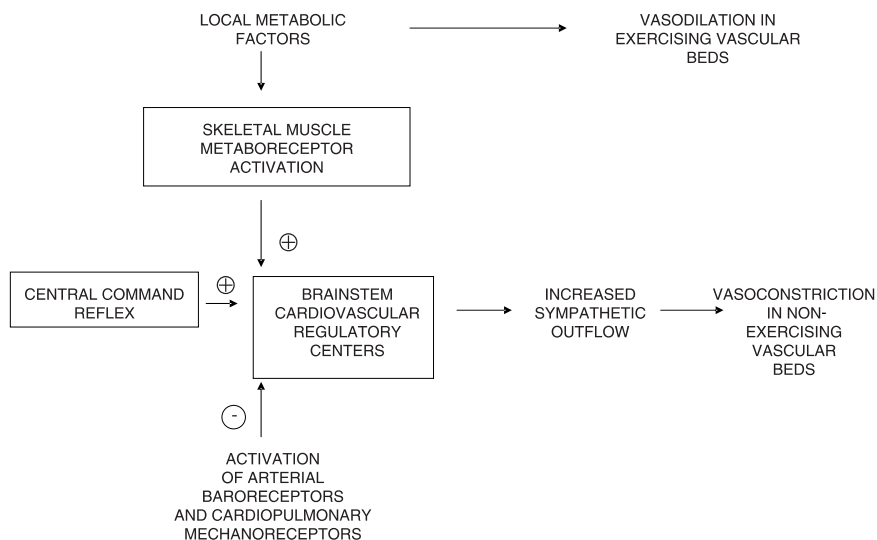 LOCAL METABOLIC
FACTORS
VASODILATION IN
EXERCISING VASCULAR
BEDS
SKELETAL MUSCLE
METABORECEPTOR
ACTIVATION
+
CENTRAL COMMAND
REFLEX
+
BRAINSTEM
CARDIOVASCULAR
REGULATORY
CENTERS
INCREASED
SYMPATHETIC
OUTFLOW
VASOCONSTRICTION
IN NON-
EXERCISING
VASCULAR
BEDS
-
ACTIVATION
OF ARTERIAL
BARORECEPTORS
AND CARDIOPULMONARY
MECHANORECEPTORS